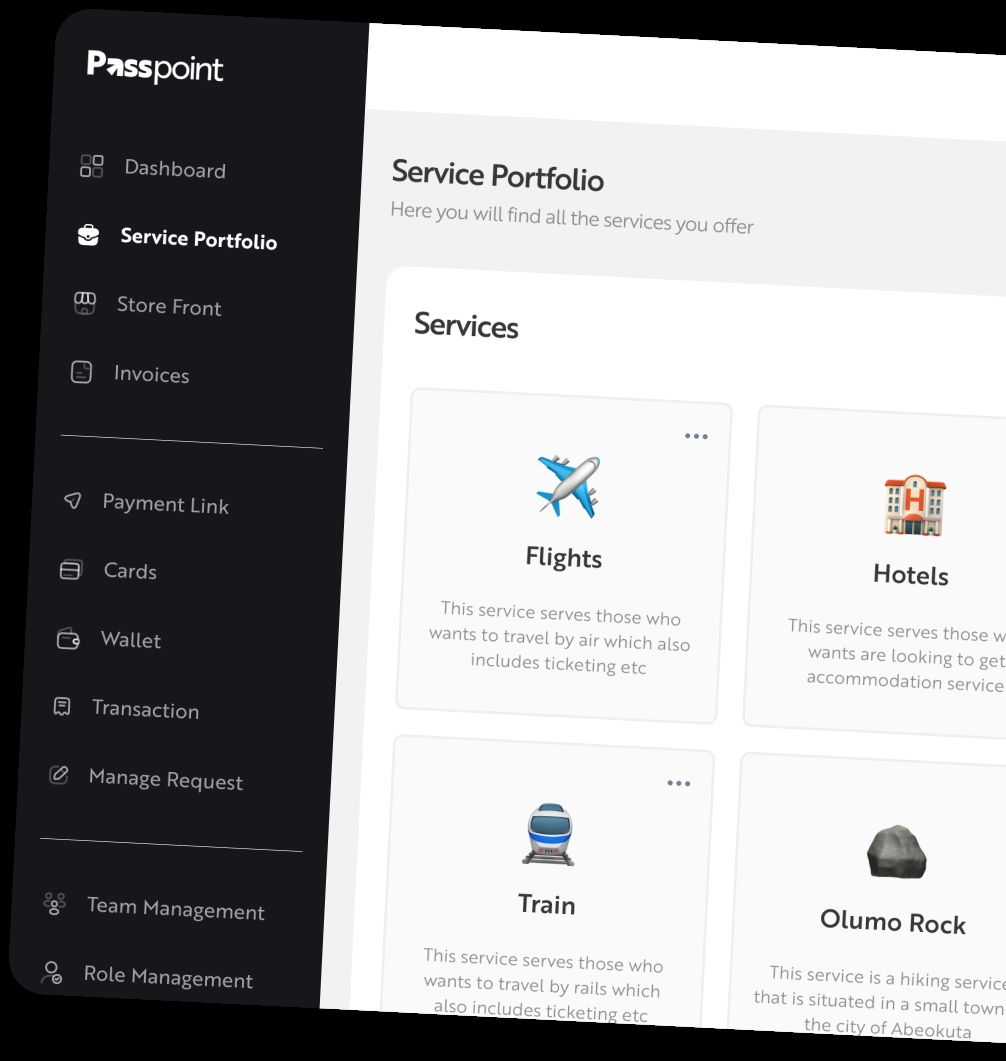 Passpoint
Dashboard
Service Portfolio
Store Front
Invoices
Payment Link
Cards
Wallet
Transaction
Manage Request
Team Management
Role Management
Service Portfolio
Here you will find all the services you offer
Services
Flights
This service serves those who
wants to travel by air which also
includes ticketing etc
H
Hotels
This service serves those w
wants are looking to get
accommodation service
Train
This service serves those who
wants to travel by rails which
also includes ticketing etc
Olumo Rock
This service is a hiking service
that is situated in a small town
the city of Abeokuta